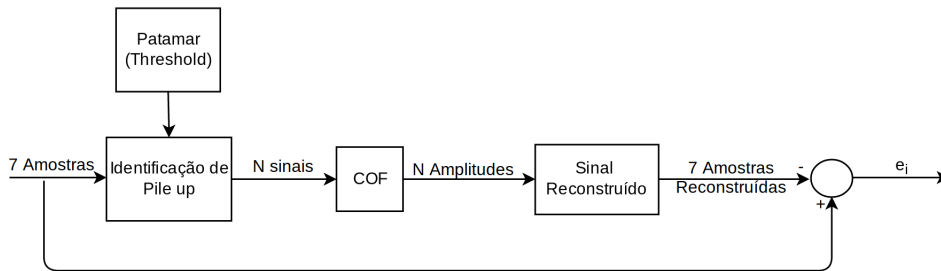 Patamar
(Threshold)
7 Amostras
Identificação de
Pile up
N sinais
COF
N Amplitudes
Sinal
Reconstruído
7 Amostras
Reconstruídas
-
+
eᵢ